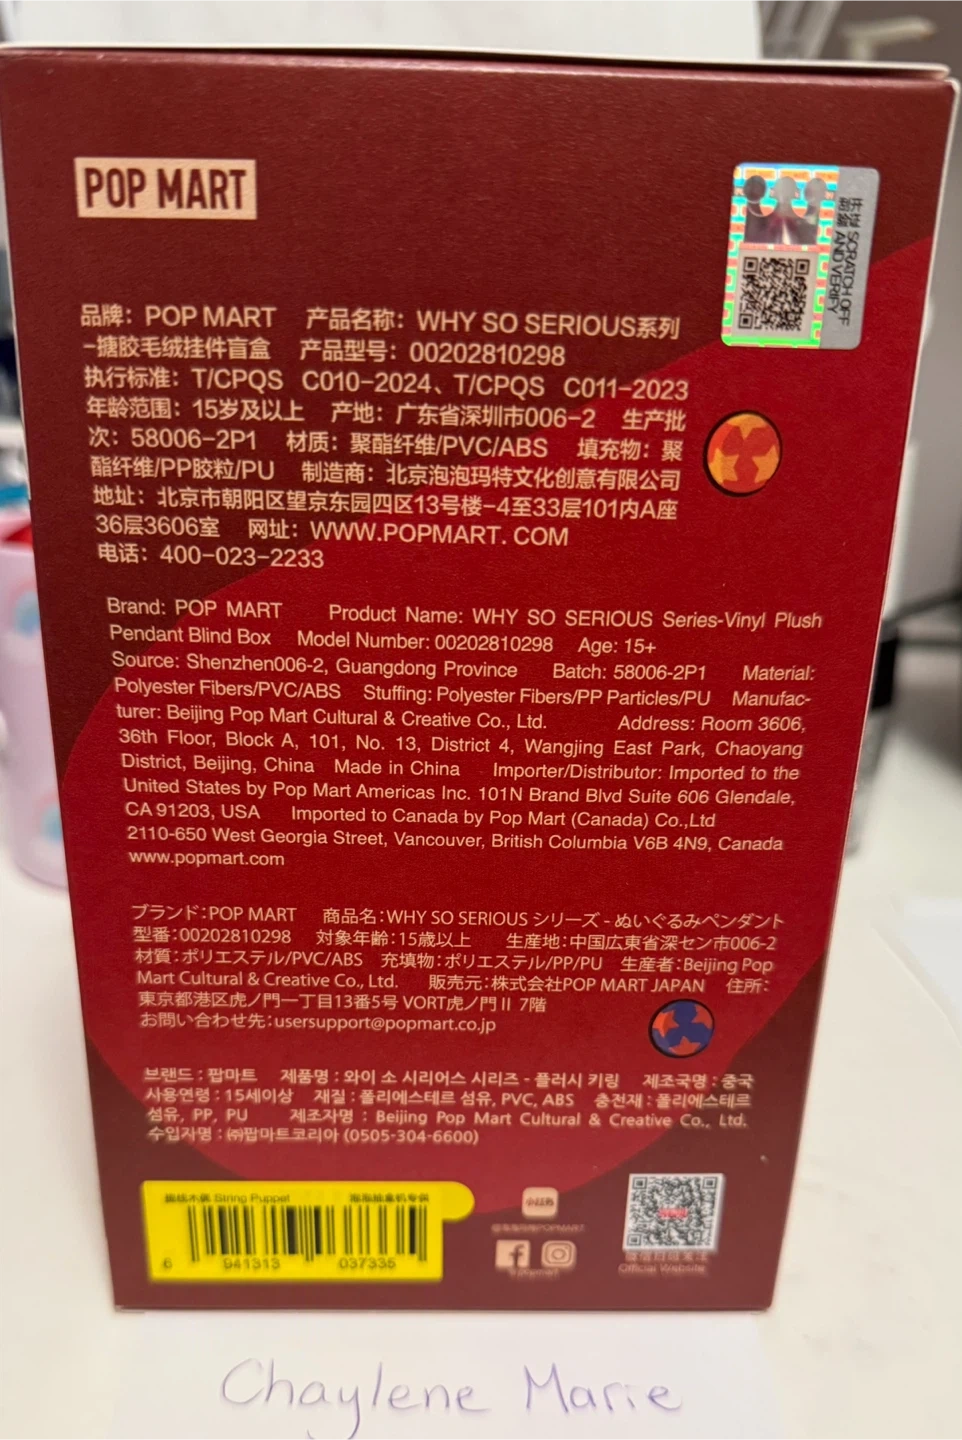 POP MART
SCRATCH OFF
AND VERIFY
品牌：POP MART 产品名称：WHY SO SERIOUS系列
-搪胶毛绒挂件盲盒 产品型号：00202810298
执行标准：T/CPQS C010-2024、T/CPQS C011-2023
年龄范围：15岁及以上 产地：广东省深圳市006-2 生产批
次：58006-2P1 材质：聚酯纤维/PVC/ABS 填充物：聚
酯纤维/PP胶粒/PU 制造商：北京泡泡玛特文化创意有限公司
地址：北京市朝阳区望京东园四区13号楼-4至33层101内A座
36层3606室 网址：WWW.POPMART. COM
电话：400-023-2233
Brand: POP MART Product Name: WHY SO SERIOUS Series-Vinyl Plush
Pendant Blind Box Model Number: 00202810298 Age: 15+
Source: Shenzhen006-2, Guangdong Province Batch: 58006-2P1 Material:
Polyester Fibers/PVC/ABS Stuffing: Polyester Fibers/PP Particles/PU Manufac-
turer: Beijing Pop Mart Cultural & Creative Co., Ltd. Address: Room 3606,
36th Floor, Block A, 101, No. 13, District 4, Wangjing East Park, Chaoyang
District, Beijing, China Made in China Importer/Distributor: Imported to the
United States by Pop Mart Americas Inc. 101N Brand Blvd Suite 606 Glendale,
CA 91203, USA Imported to Canada by Pop Mart (Canada) Co.,Ltd
2110-650 West Georgia Street, Vancouver, British Columbia V6B 4N9, Canada
www.popmart.com
ブランド：POP MART 商品名：WHY SO SERIOUS シリーズ - ぬいぐるみペンダント
型番：00202810298 対象年齢：15歳以上 生産地：中国広東省深セン市006-2
材質：ポリエステル/PVC/ABS 充填物：ポリエステル/PP/PU 生産者：Beijing Pop
Mart Cultural & Creative Co., Ltd. 販売元：株式会社POP MART JAPAN 住所：
東京都港区虎ノ門一丁目13番5号 VORT虎ノ門 II 7階
お問い合わせ先：usersupport@popmart.co.jp
브랜드 : 팝마트 제품명 : 와이 소 시리어스 시리즈 - 플러시 키링 제조국명 : 중국
사용연령 : 15세이상 재질 : 폴리에스테르 섬유, PVC, ABS 충전재 : 폴리에스테르
섬유, PP, PU 제조자명 : Beijing Pop Mart Cultural & Creative Co., Ltd.
수입자명 : ㈜팝마트코리아 (0505-304-6600)
String Puppet
6 941313 037335
小红书
Official Website
Chaylene Marie